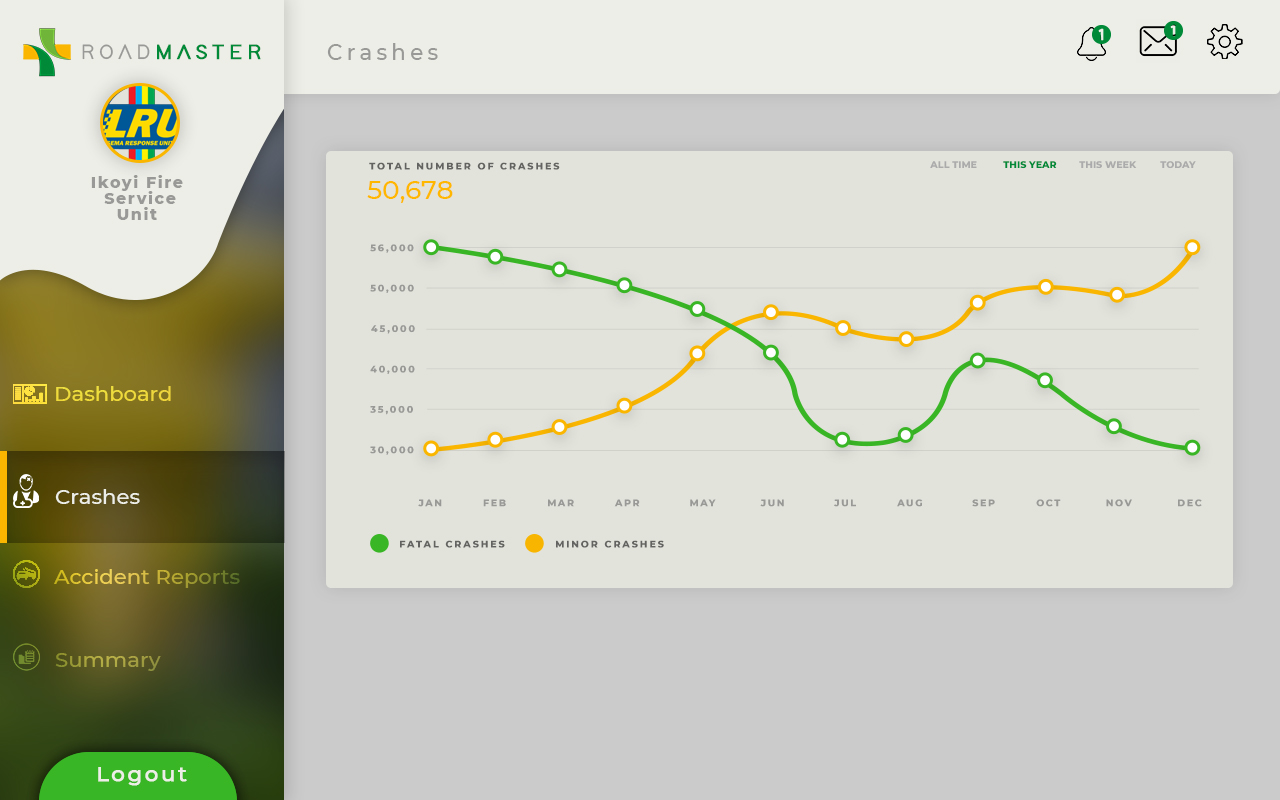 ROADMASTER
LRU
SEMA RESPONSE UNIT
Ikoyi Fire
Service
Unit
Dashboard
Crashes
Accident Reports
Summary
Logout
Crashes
1
1
TOTAL NUMBER OF CRASHES
50,678
ALL TIME THIS YEAR THIS WEEK TODAY
56,000
50,000
45,000
40,000
35,000
30,000
JAN FEB MAR APR MAY JUN JUL AUG SEP OCT NOV DEC
FATAL CRASHES MINOR CRASHES